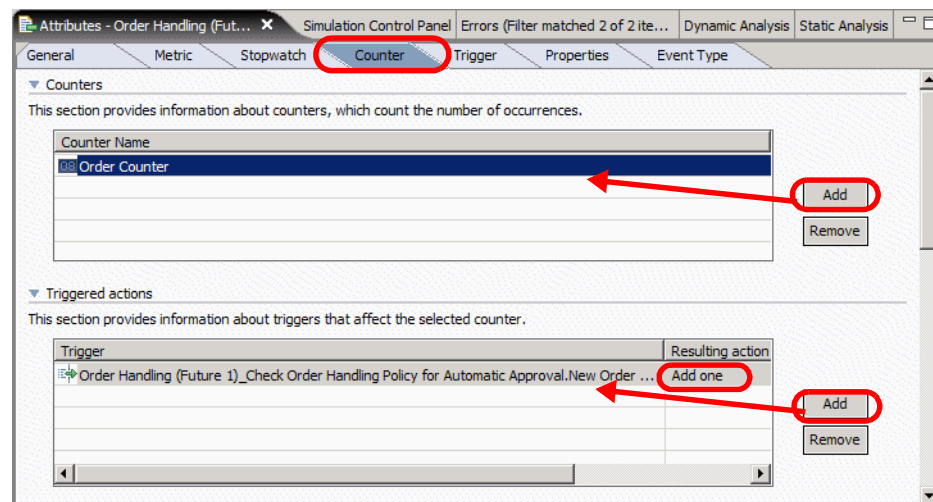 Attributes - Order Handling (Fut... Simulation Control Panel Errors (Filter matched 2 of 2 ite... Dynamic Analysis Static Analysis
General Metric Stopwatch Counter Trigger Properties Event Type
Counters
This section provides information about counters, which count the number of occurrences.
Counter Name
Order Counter
Add
Remove
Triggered actions
This section provides information about triggers that affect the selected counter.
Trigger Resulting action
Order Handling (Future 1)_Check Order Handling Policy for Automatic Approval.New Order ... Add one
Add
Remove